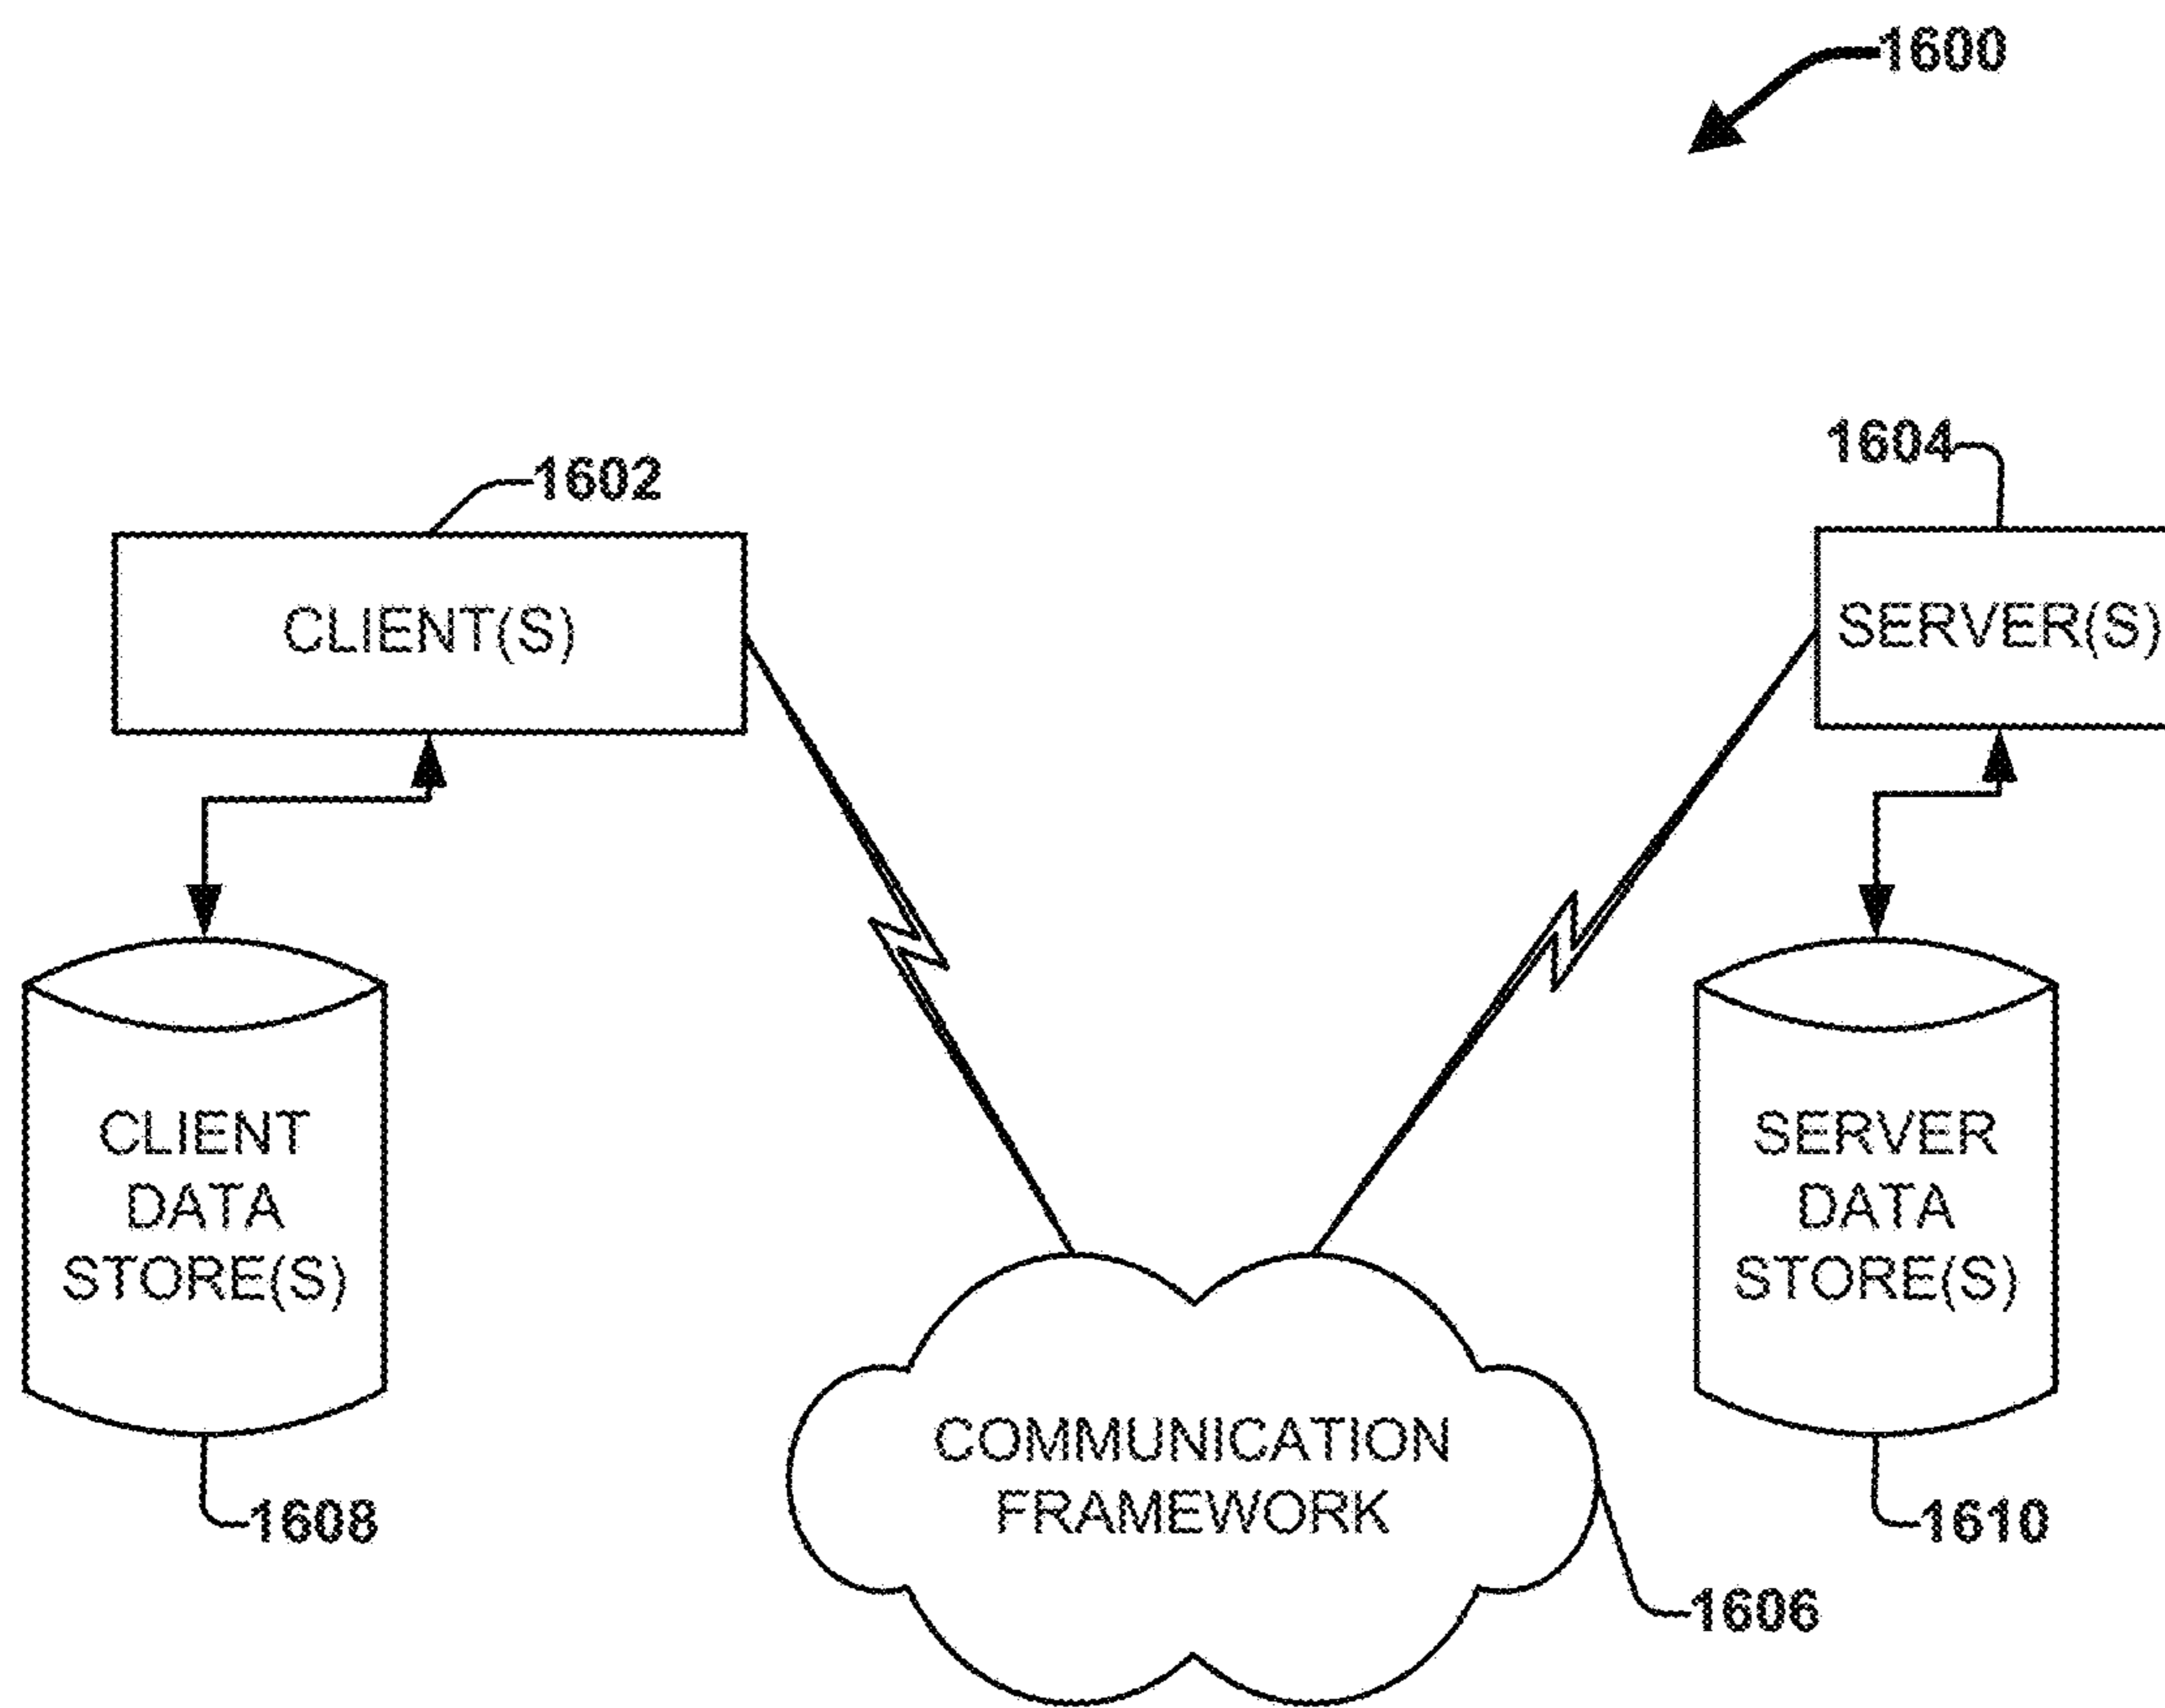 1600
1602
1604
CLIENT(S)
SERVER(S)
CLIENT
DATA
STORE(S)
SERVER
DATA
STORE(S)
COMMUNICATION
FRAMEWORK
1608
1610
1606